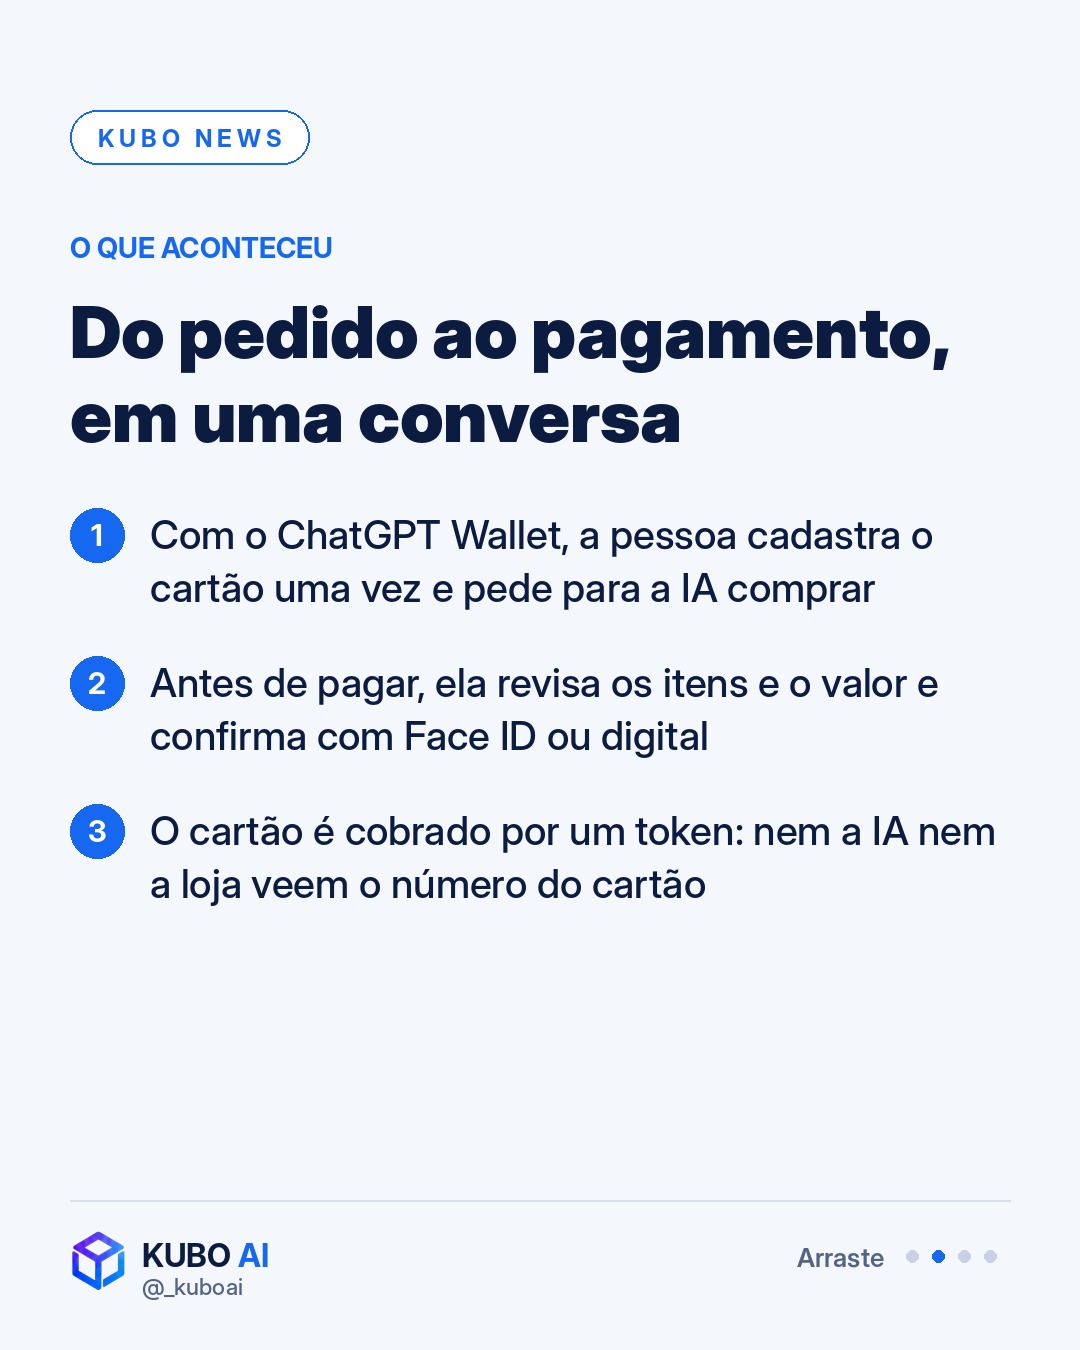 KUBO NEWS
O QUE ACONTECEU
Do pedido ao pagamento,
em uma conversa
1 Com o ChatGPT Wallet, a pessoa cadastra o
cartão uma vez e pede para a IA comprar
2 Antes de pagar, ela revisa os itens e o valor e
confirma com Face ID ou digital
3 O cartão é cobrado por um token: nem a IA nem
a loja veem o número do cartão
KUBO AI
@_kuboai
Arraste